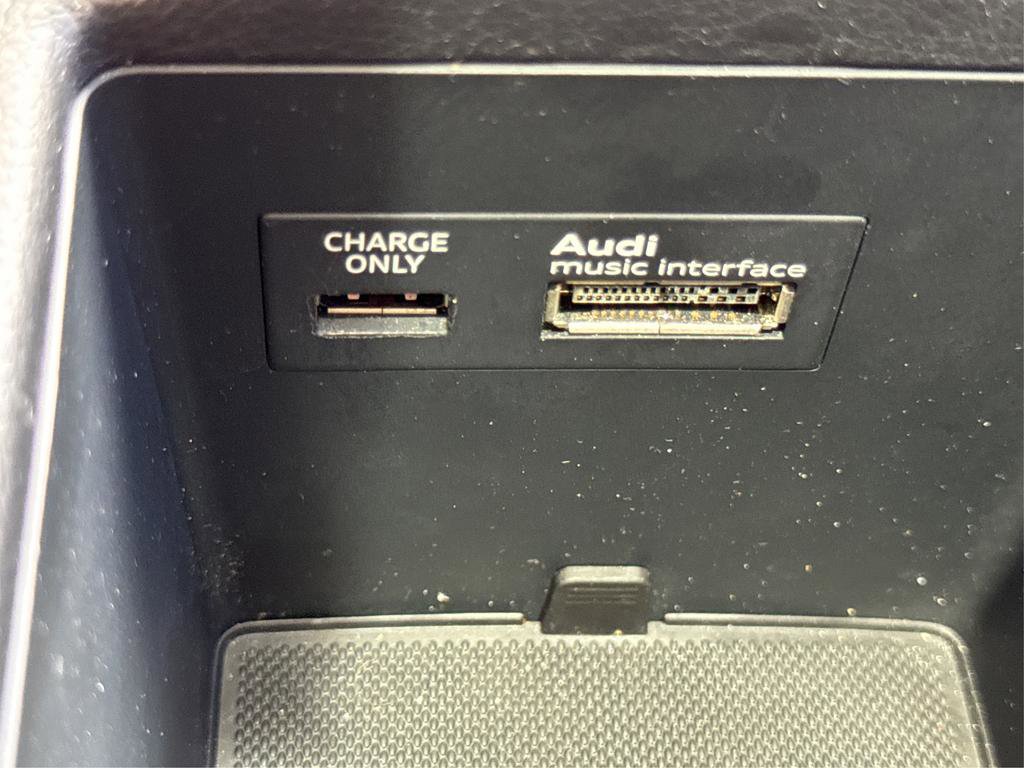 CHARGE
ONLY
Audi
music interface